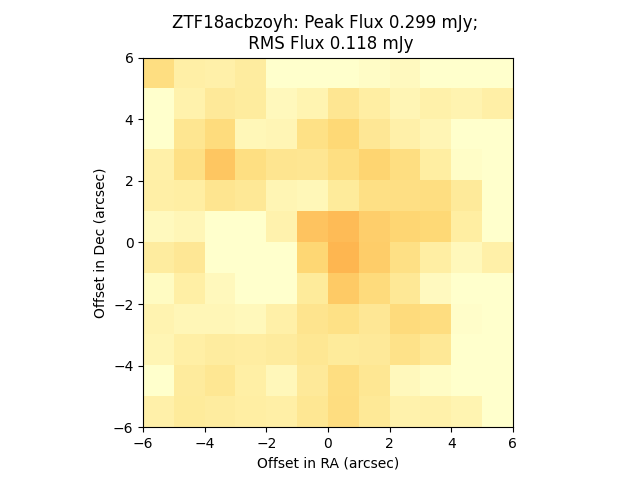 ZTF18acbzoyh: Peak Flux 0.299 mJy;
RMS Flux 0.118 mJy
6
4
2
0
−2
−4
−6
Offset in Dec (arcsec)
−6 −4 −2 0 2 4 6
Offset in RA (arcsec)